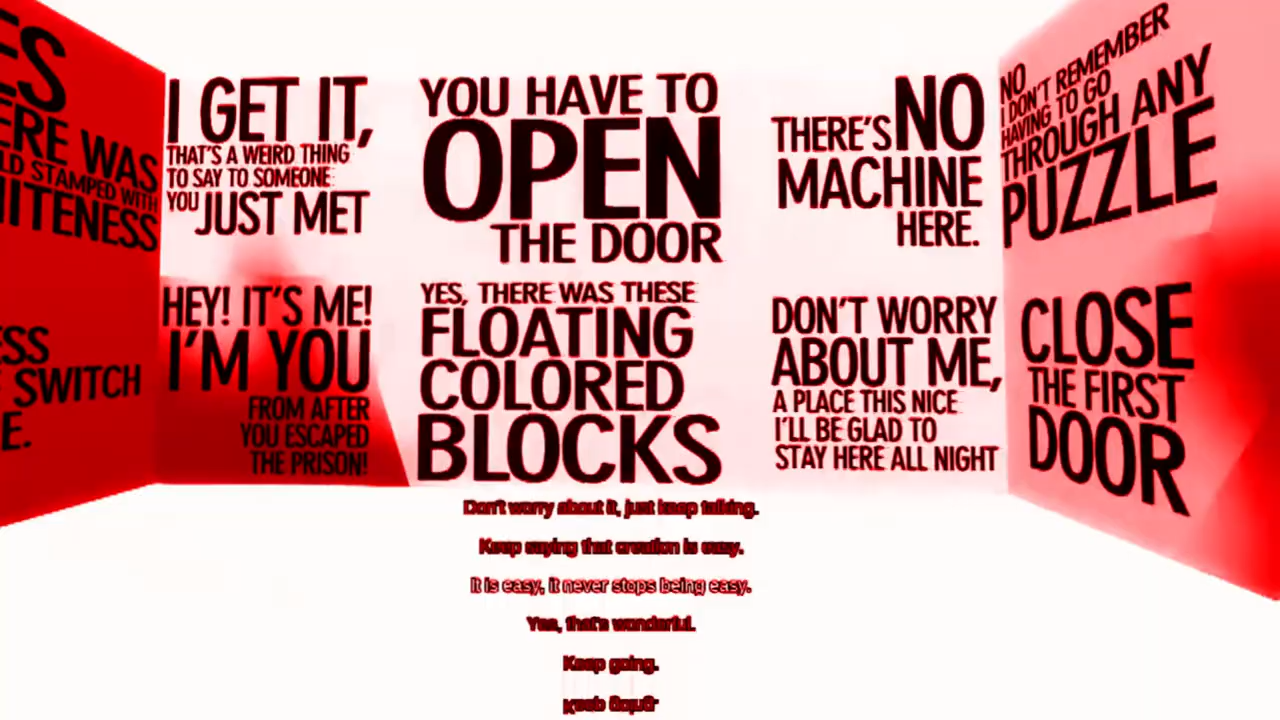 ES
ERE WAS
LD STAMPED WITH
HITENESS
ESS
SWITCH
E.
I GET IT,
THAT'S A WEIRD THING
TO SAY TO SOMEONE
YOU JUST MET
HEY! IT'S ME!
I'M YOU
FROM AFTER
YOU ESCAPED
THE PRISON!
YOU HAVE TO
OPEN
THE DOOR
YES, THERE WAS THESE
FLOATING
COLORED
BLOCKS
THERE'S NO
MACHINE
HERE.
DON'T WORRY
ABOUT ME,
A PLACE THIS NICE
I'LL BE GLAD TO
STAY HERE ALL NIGHT
NO
I DON'T REMEMBER
HAVING TO GO
THROUGH ANY
PUZZLE
CLOSE
THE FIRST
DOOR
Don't worry about it, just keep talking.
Keep saying that creation is easy.
It is easy, it never stops being easy.
Yes, that's wonderful.
Keep going.
Keep going.